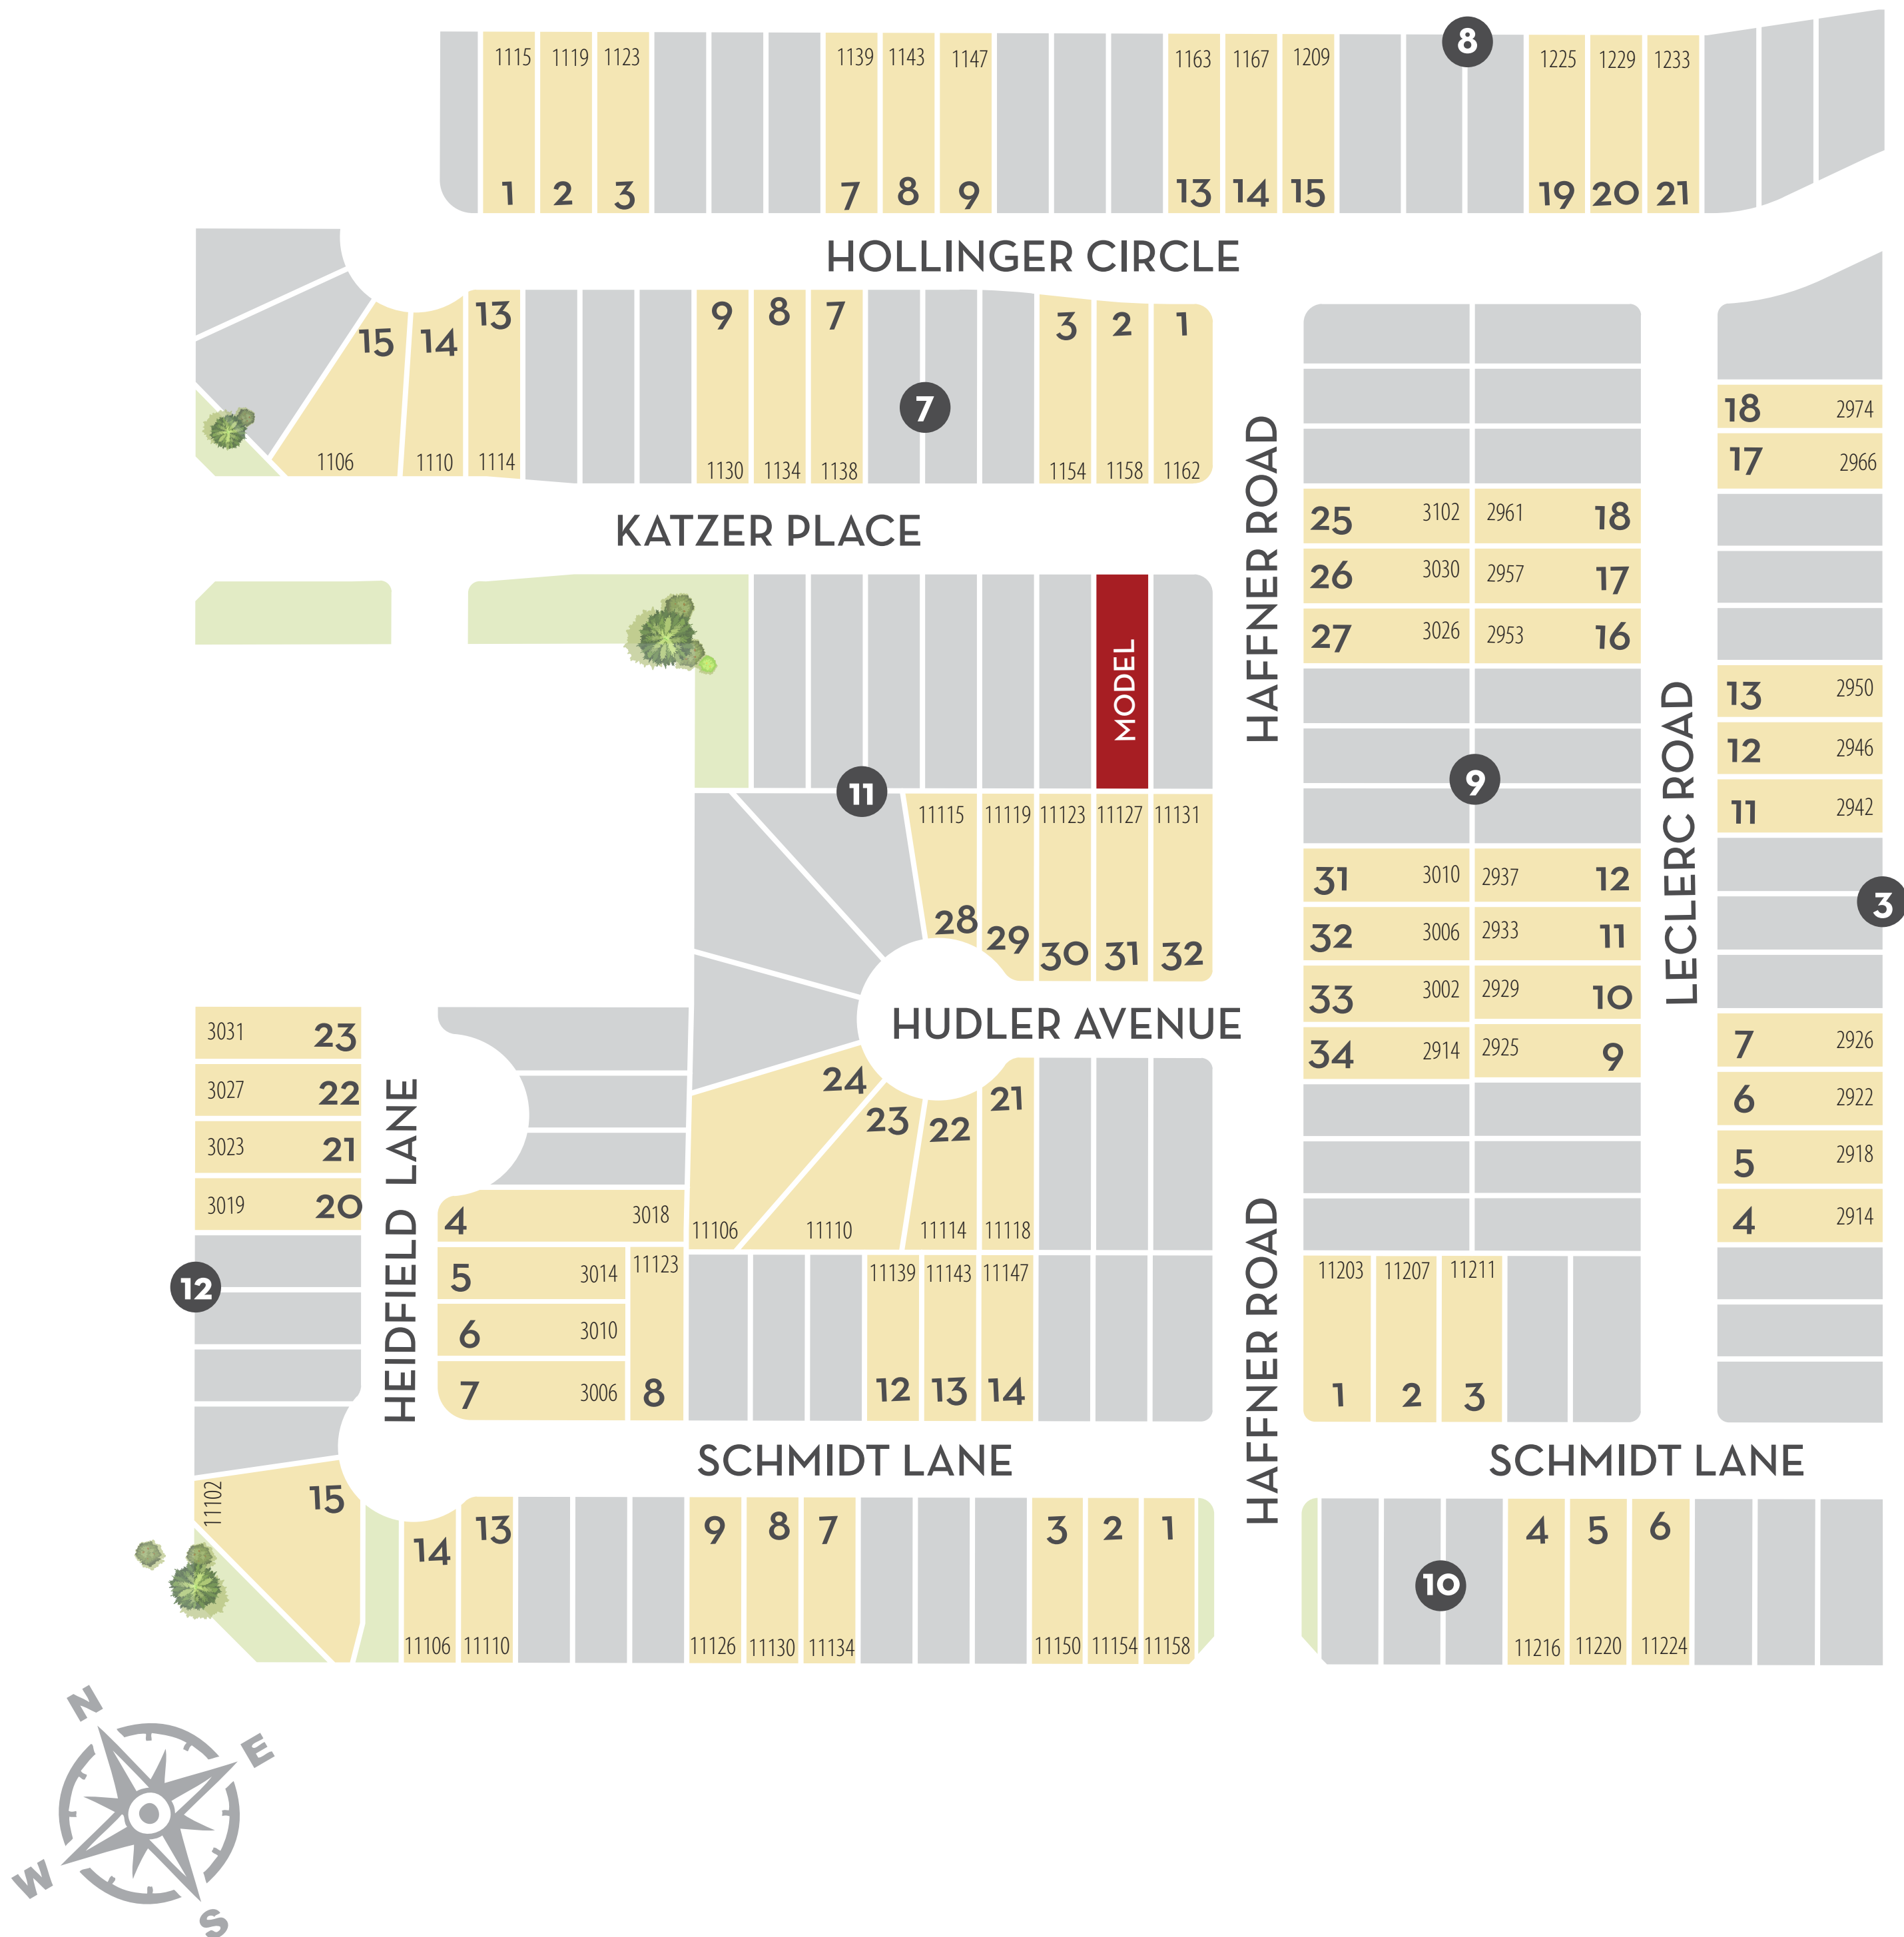 8
1115 1119 1123 1139 1143 1147 1163 1167 1209 1225 1229 1233
1 2 3 7 8 9 13 14 15 19 20 21
HOLLINGER CIRCLE
15 14 13 9 8 7 3 2 1
7
1106 1110 1114 1130 1134 1138 1154 1158 1162
KATZER PLACE
HAFFNER ROAD
MODEL
11
11115 11119 11123 11127 11131
28 29 30 31 32
HUDLER AVENUE
24 23 22 21
11106 11110 11114 11118
25 3102 2961 18
26 3030 2957 17
27 3026 2953 16
9
31 3010 2937 12
32 3006 2933 11
33 3002 2929 10
34 2914 2925 9
LECLERC ROAD
18 2974
17 2966
13 2950
12 2946
11 2942
3
7 2926
6 2922
5 2918
4 2914
3031 23
3027 22
3023 21
3019 20
12
HEIDFIELD LANE
4 3018
5 3014
6 3010
7 3006
11123
8
11139 11143 11147
12 13 14
HAFFNER ROAD
11203 11207 11211
1 2 3
SCHMIDT LANE
SCHMIDT LANE
11102
15 14 13 9 8 7 3 2 1
11106 11110 11126 11130 11134 11150 11154 11158
4 5 6
10
11216 11220 11224
N
E
W
S